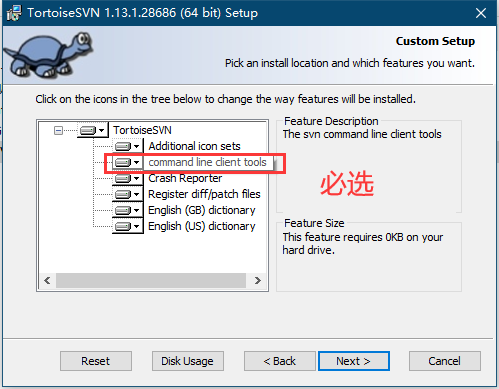 TortoiseSVN 1.13.1.28686 (64 bit) Setup
Custom Setup
Pick an install location and which features you want.
Click on the icons in the tree below to change the way features will be installed.
TortoiseSVN
Additional icon sets
command line client tools
Crash Reporter
Register diff/patch files
English (GB) dictionary
English (US) dictionary
Feature Description
The svn command line client tools
必选
Feature Size
This feature requires 0KB on your
hard drive.
Reset
Disk Usage
< Back
Next >
Cancel